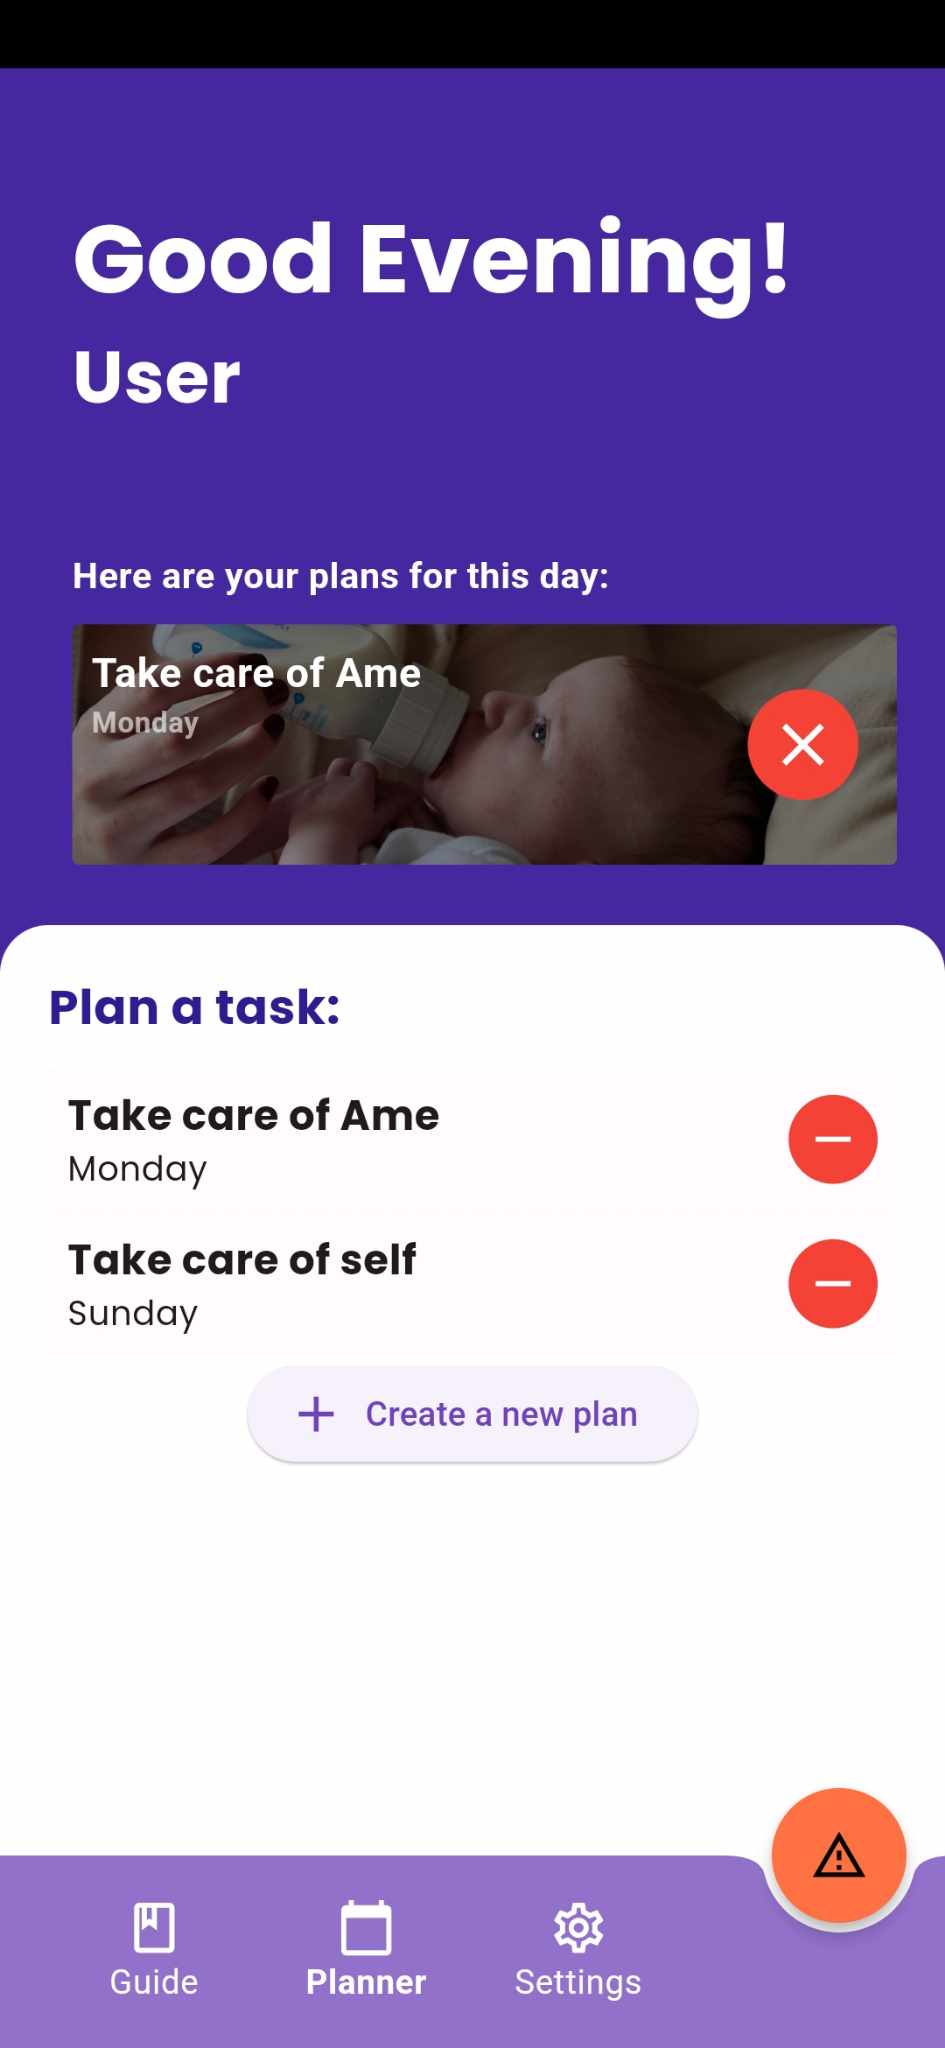 Good Evening!
User
Here are your plans for this day:
Take care of Ame
Monday
Plan a task:
Take care of Ame
Monday
Take care of self
Sunday
Create a new plan
Guide
Planner
Settings